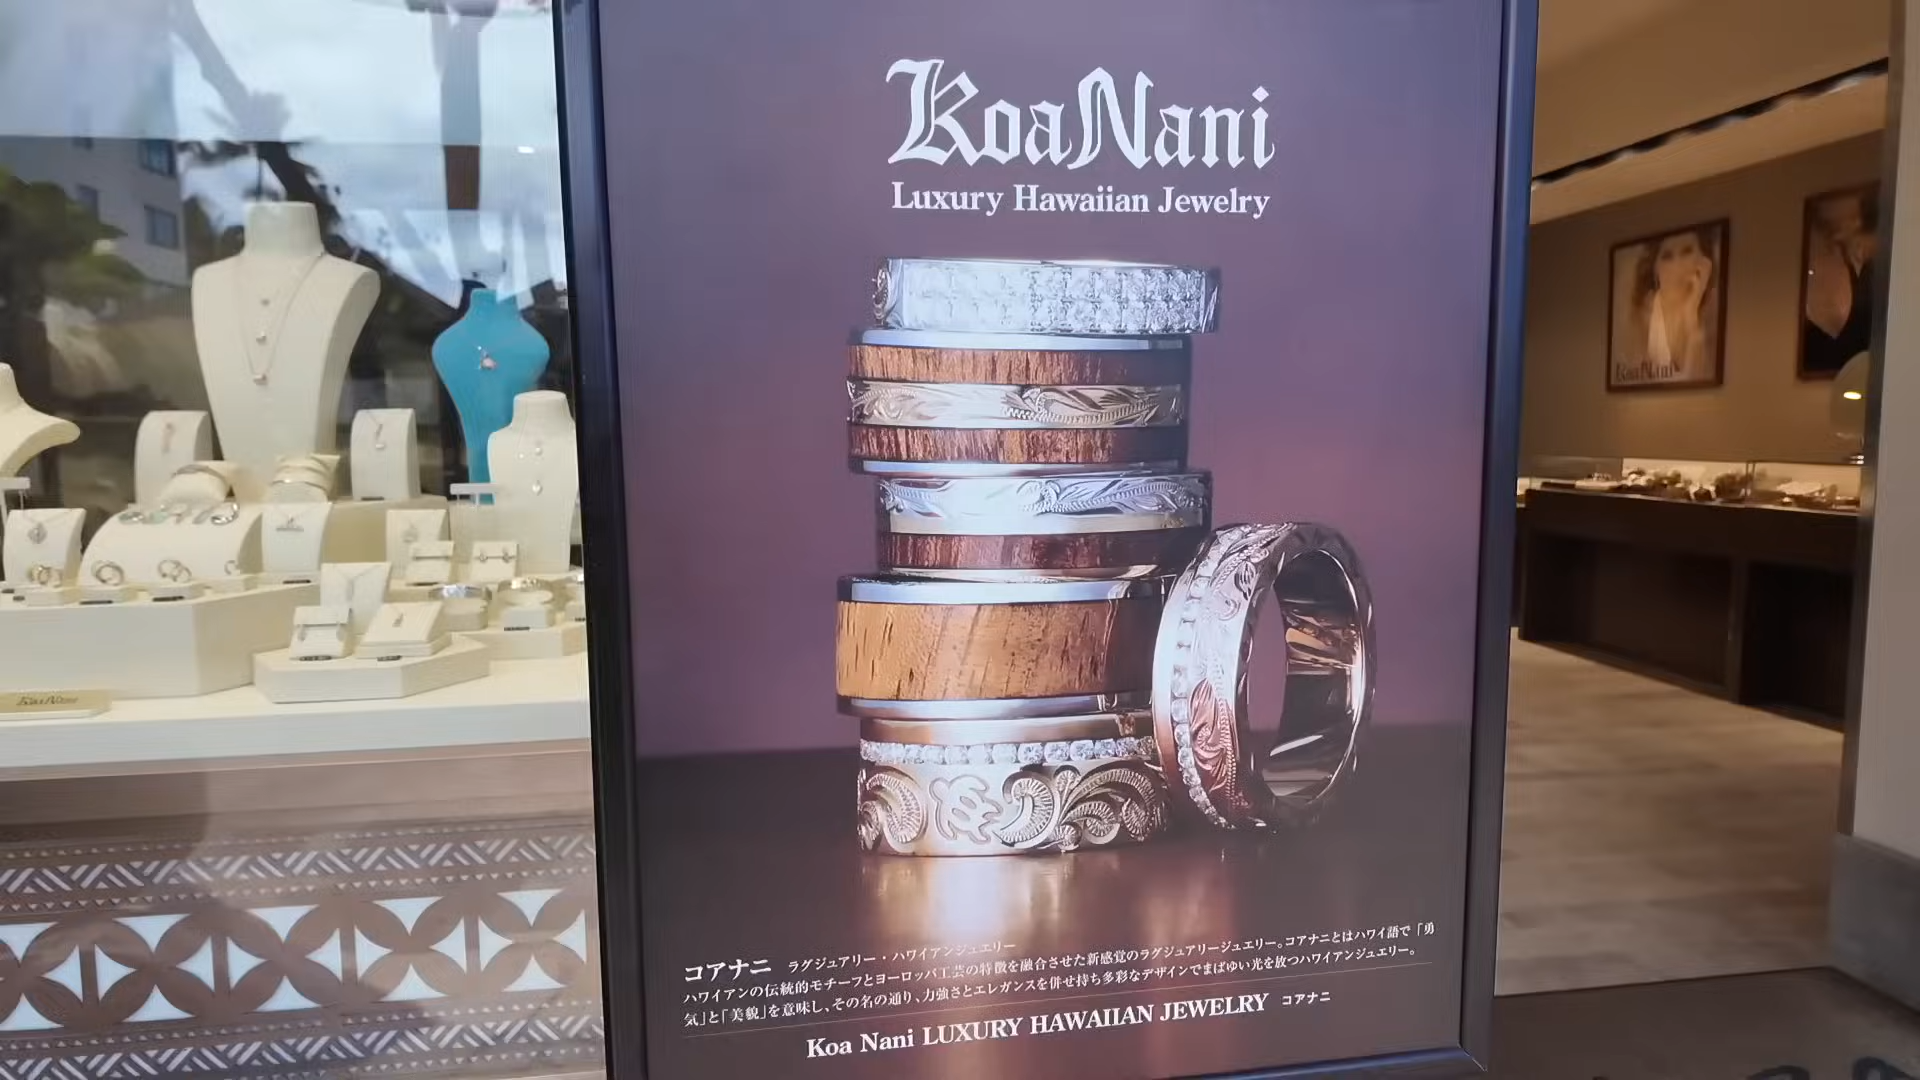 KoaNani
Luxury Hawaiian Jewelry
KoaNani
KoaNani
コアナニ ラグジュアリー・ハワイアンジュエリー
ハワイアンの伝統的モチーフとヨーロッパ工芸の特徴を融合させた新感覚のラグジュアリージュエリー。コアナニとはハワイ語で「勇
気」と「美貌」を意味し、その名の通り、力強さとエレガンスを併せ持ち多彩なデザインでまばゆい光を放つハワイアンジュエリー。
Koa Nani LUXURY HAWAIIAN JEWELRY コアナニ